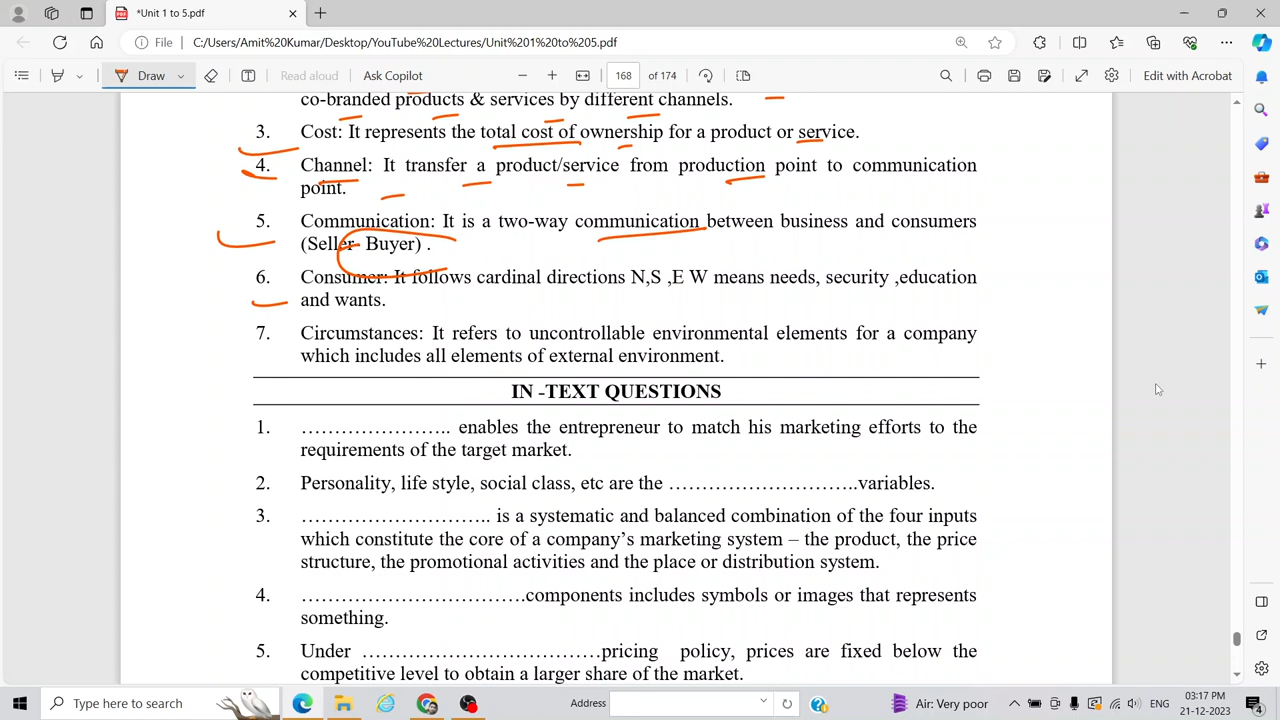 *Unit 1 to 5.pdf
File
C:/Users/Amit%20Kumar/Desktop/YouTube%20Lectures/Unit%201%20to%205.pdf
Draw
Read aloud
Ask Copilot
168 of 174
Edit with Acrobat
co-branded products & services by different channels.
3. Cost: It represents the total cost of ownership for a product or service.
4. Channel: It transfer a product/service from production point to communication
point.
5. Communication: It is a two-way communication between business and consumers
(Seller- Buyer) .
6. Consumer: It follows cardinal directions N,S ,E W means needs, security ,education
and wants.
7. Circumstances: It refers to uncontrollable environmental elements for a company
which includes all elements of external environment.
IN -TEXT QUESTIONS
1. ………………….. enables the entrepreneur to match his marketing efforts to the
requirements of the target market.
2. Personality, life style, social class, etc are the ………………………..variables.
3. ……………………….. is a systematic and balanced combination of the four inputs
which constitute the core of a company's marketing system – the product, the price
structure, the promotional activities and the place or distribution system.
4. …………………………….components includes symbols or images that represents
something.
5. Under ………………………………pricing policy, prices are fixed below the
competitive level to obtain a larger share of the market.
Type here to search
Address
Air: Very poor
ENG
03:17 PM
21-12-2023
4